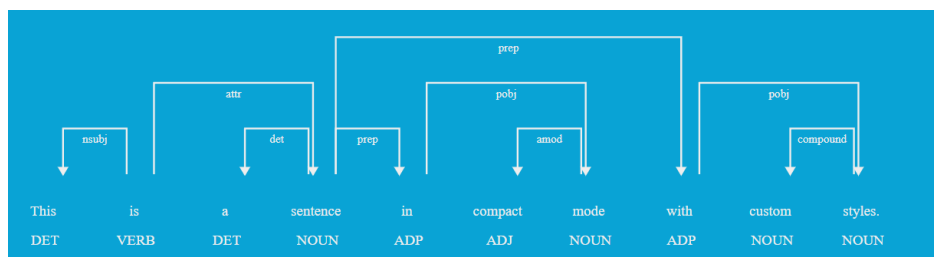 prep
attr pobj pobj
nsubj det prep amod compound
This is a sentence in compact mode with custom styles.
DET VERB DET NOUN ADP ADJ NOUN ADP NOUN NOUN